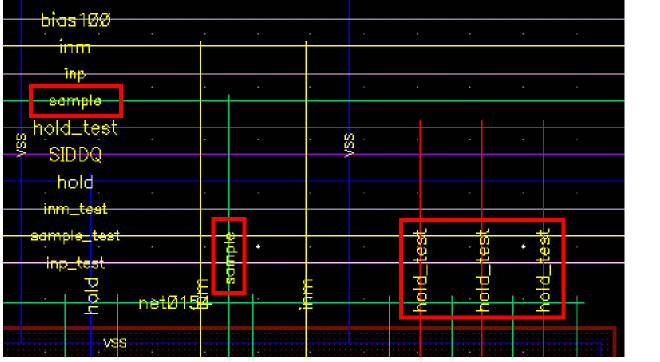 bias100
inm
inp
sample
hold_test
VSS
VSS
SIDDQ
hold
inm_test
sample_test
sample
hold_test
hold_test
hold_test
inp_test
hold
net0154
inm
inm
VSS